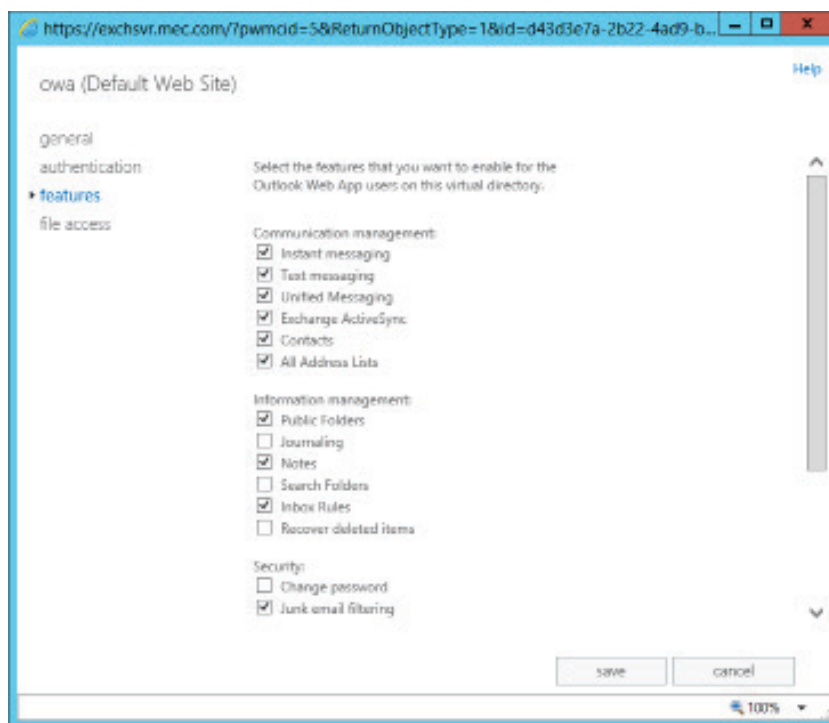 https://exchsvr.mec.com/?pwmcid=5&ReturnObjectType=1&id=d43d3e7a-2b22-4ad9-b...
Help
owa (Default Web Site)
general
authentication
features
file access
Select the features that you want to enable for the
Outlook Web App users on this virtual directory.
Communication management:
Instant messaging
Text messaging
Unified Messaging
Exchange ActiveSync
Contacts
All Address Lists
Information management:
Public Folders
Journaling
Notes
Search Folders
Inbox Rules
Recover deleted items
Security:
Change password
Junk email filtering
save
cancel
100%